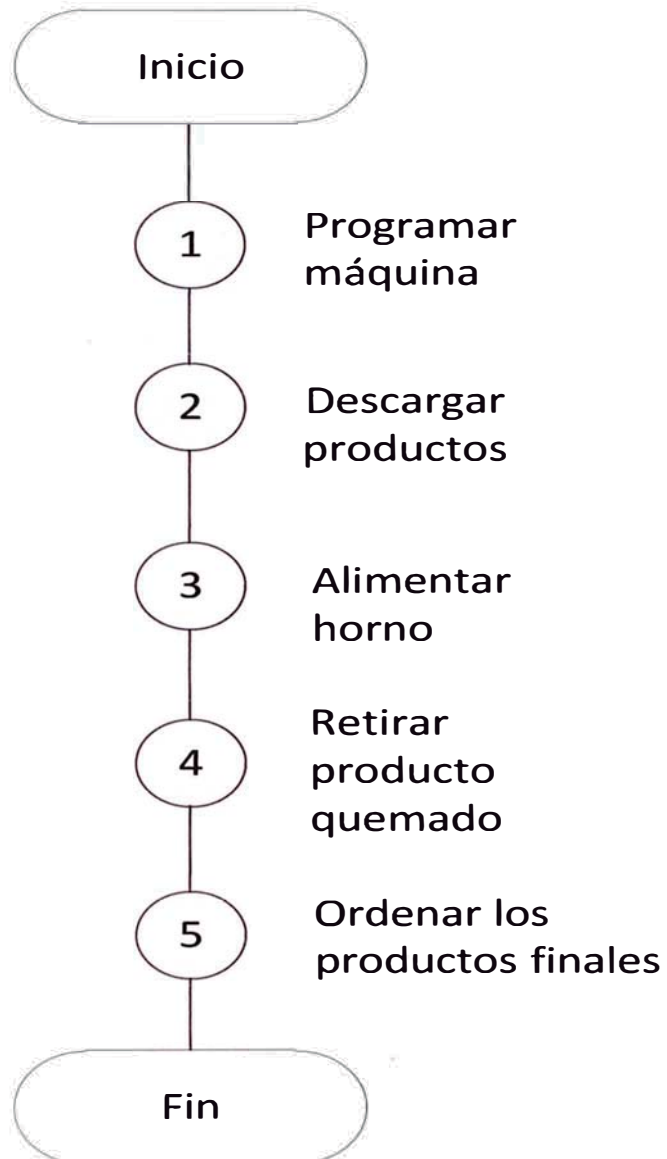 Inicio
1
Programar
máquina
2
Descargar
productos
3
Alimentar
horno
4
Retirar
producto
quemado
5
Ordenar los
productos finales
Fin